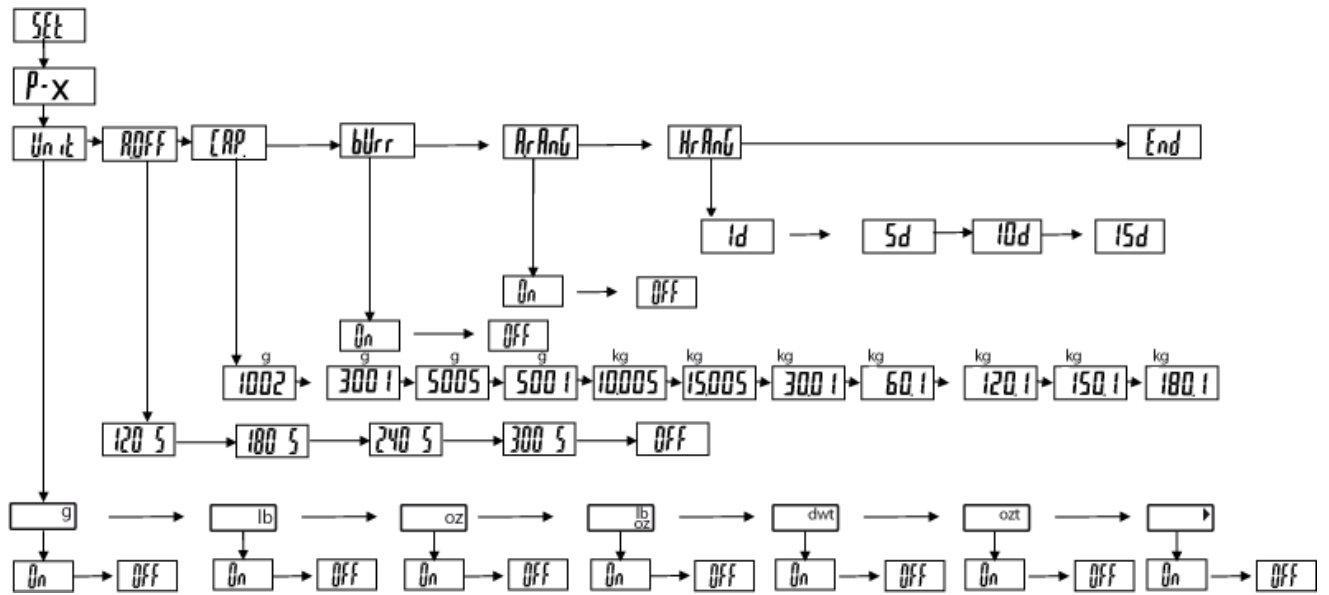 SEt
P-x
Unit A.OFF CAP. bUrr A.rAnG H.rAnG End
1d 5d 10d 15d
On OFF
On OFF
g g g g kg kg kg kg kg kg kg
1002 3001 5005 5001 10.005 15.005 30.01 60.1 120.1 150.1 180.1
120 S 180 S 240 S 300 S OFF
g lb oz lb oz dwt ozt
On OFF On OFF On OFF On OFF On OFF On OFF On OFF